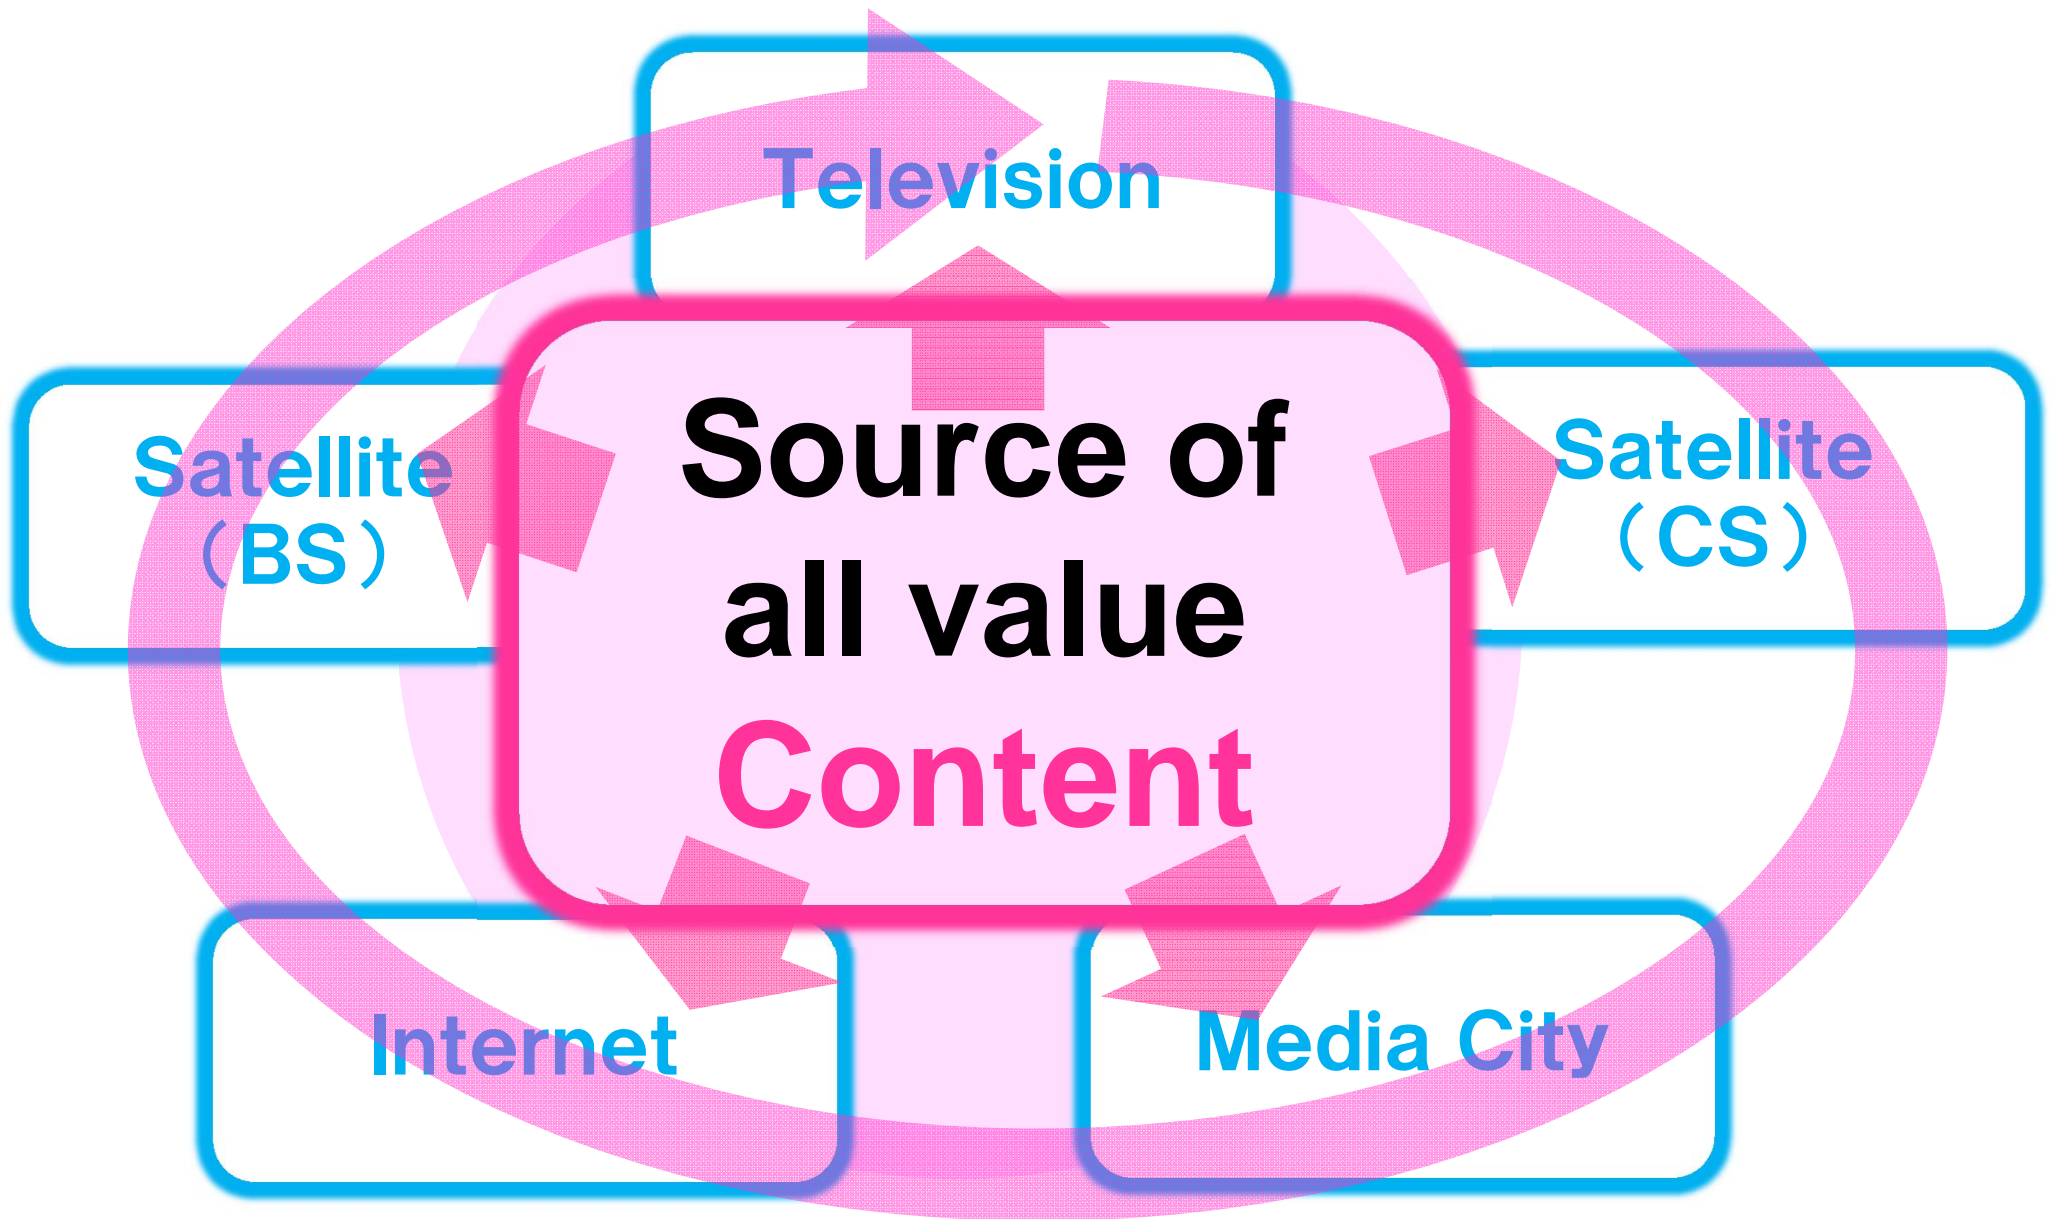 Television
Satellite
（BS）
Source of
all value
Content
Satellite
（CS）
Internet
Media City